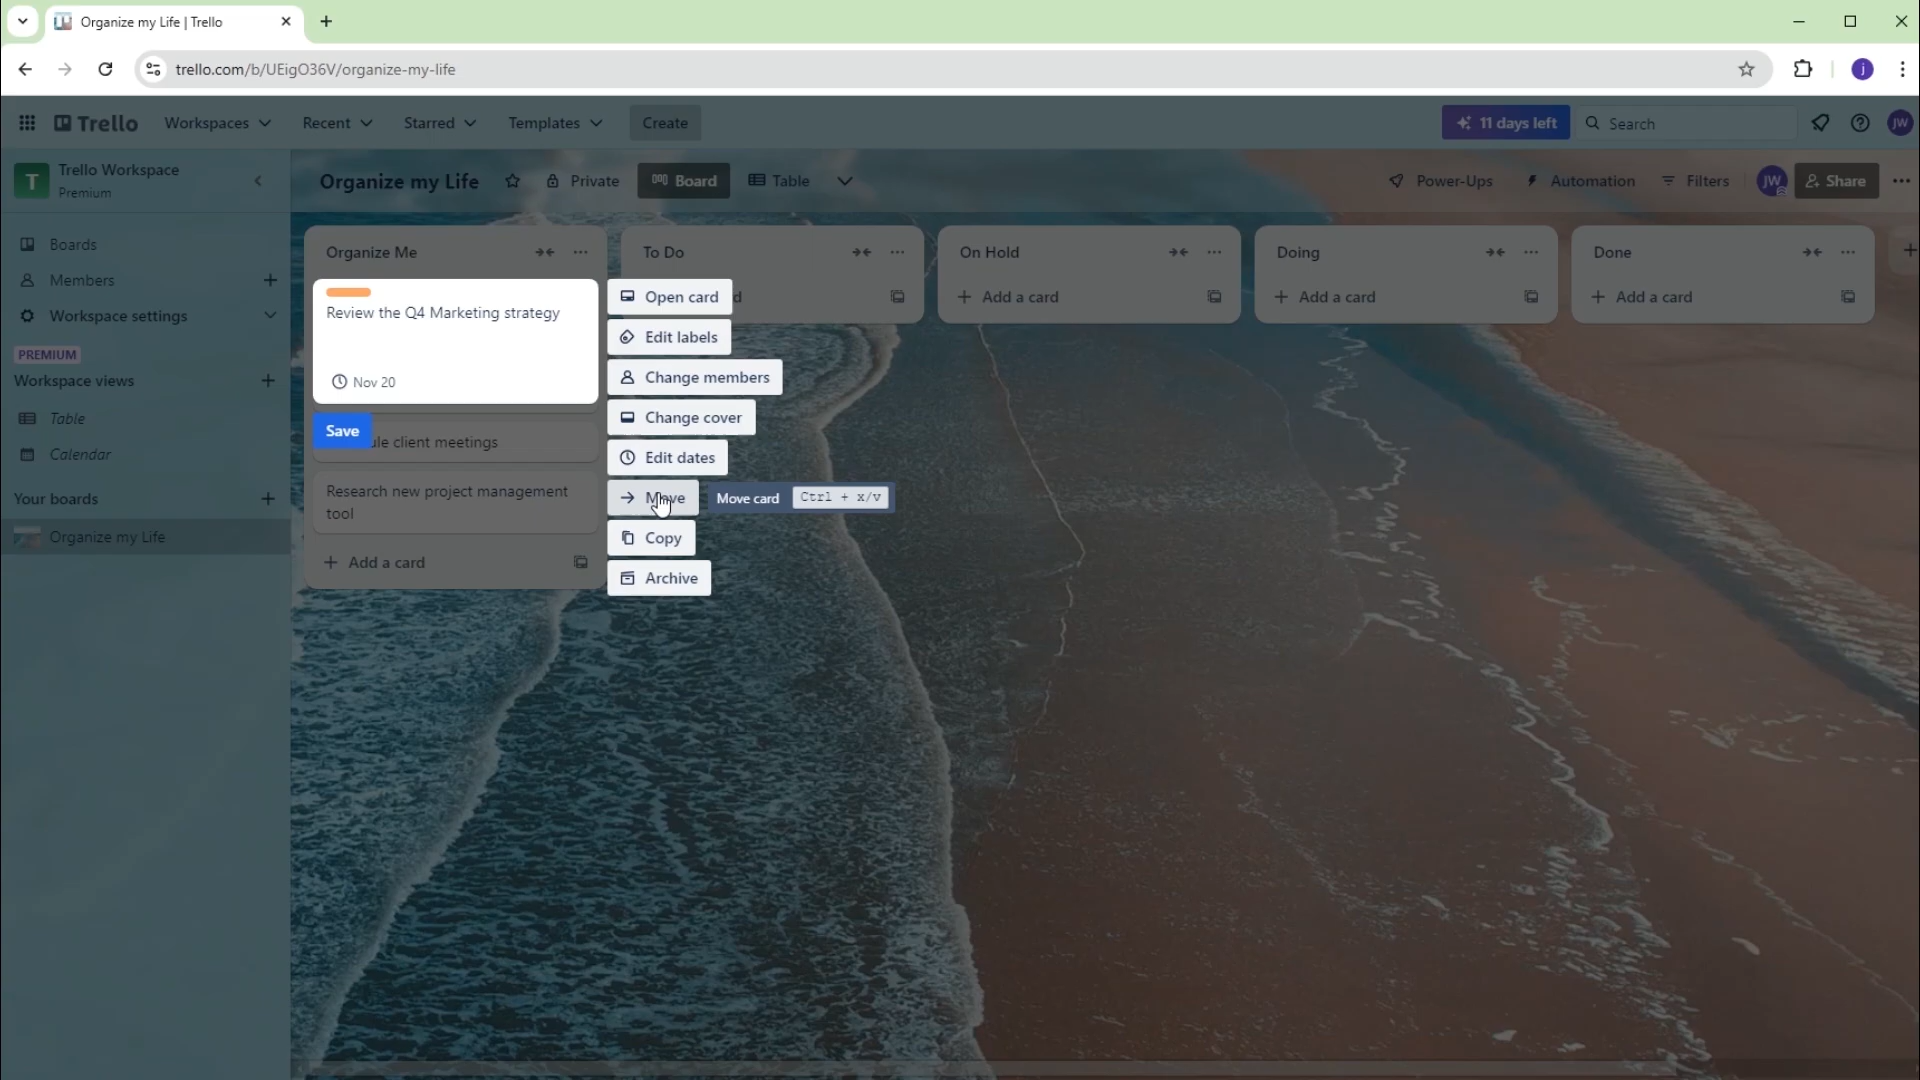 Organize my Life | Trello
trello.com/b/UEigO36V/organize-my-life
j
Trello
Workspaces
Recent
Starred
Templates
Create
11 days left
Search
JW
T
Trello Workspace
Premium
Organize my Life
Private
Board
Table
Power-Ups
Automation
Filters
JW
Share
Boards
Members
Workspace settings
PREMIUM
Workspace views
Table
Calendar
Your boards
Organize my Life
Organize Me
Review the Q4 Marketing strategy
Nov 20
Save
ule client meetings
Research new project management
tool
Add a card
To Do
d
Open card
Edit labels
Change members
Change cover
Edit dates
Move
Move card
Ctrl + x/v
Copy
Archive
On Hold
Add a card
Doing
Add a card
Done
Add a card